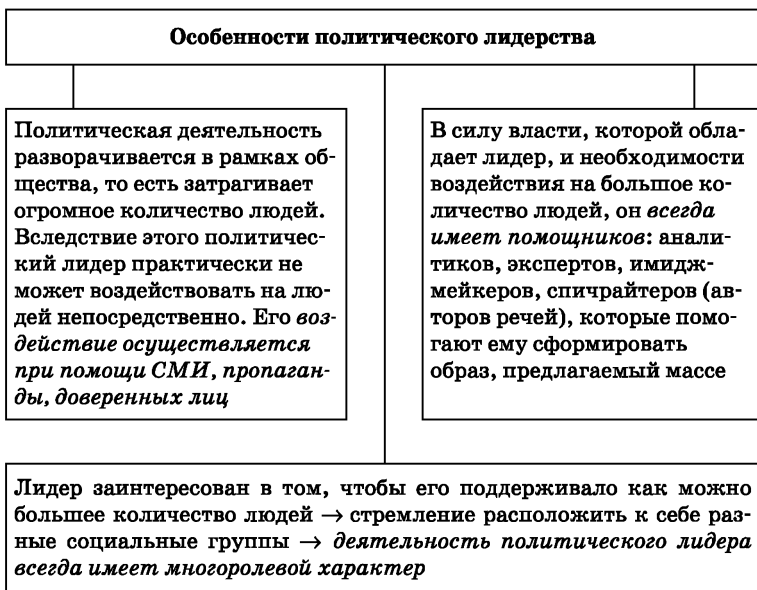 Особенности политического лидерства
Политическая деятельность
разворачивается в рамках об-
щества, то есть затрагивает
огромное количество людей.
Вследствие этого политичес-
кий лидер практически не
может воздействовать на лю-
дей непосредственно. Его воз-
действие осуществляется
при помощи СМИ, пропаган-
ды, доверенных лиц
В силу власти, которой обла-
дает лидер, и необходимости
воздействия на большое ко-
личество людей, он всегда
имеет помощников: анали-
тиков, экспертов, имидж-
мейкеров, спичрайтеров (ав-
торов речей), которые помо-
гают ему сформировать
образ, предлагаемый массе
Лидер заинтересован в том, чтобы его поддерживало как можно
большее количество людей → стремление расположить к себе раз-
ные социальные группы → деятельность политического лидера
всегда имеет многоролевой характер